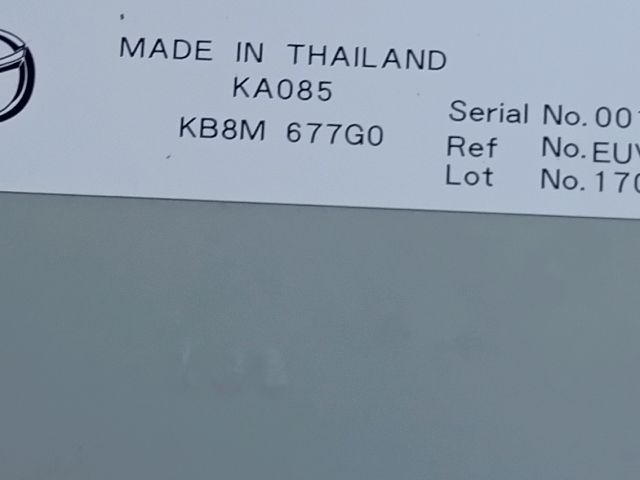 MADE IN THAILAND
KA085
KB8M 677G0
Serial No. 001
Ref No. EUV
Lot No. 170